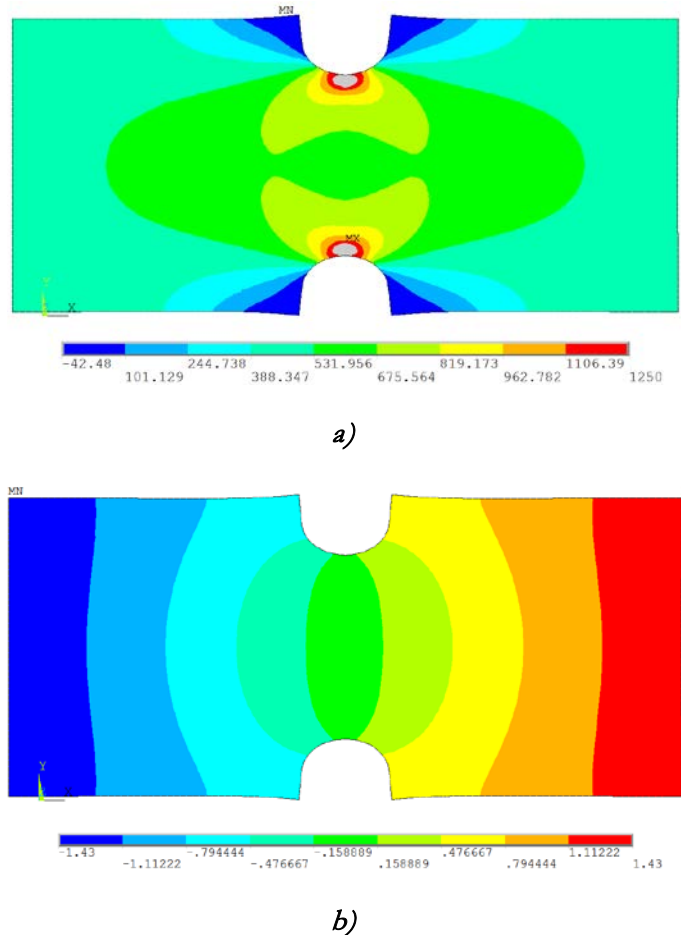 MN
MX
Y
X
-42.48 244.738 531.956 819.173 1106.39
101.129 388.347 675.564 962.782 1250
a)
MN
Y
X
-1.43 -.794444 -.158889 .476667 1.11222
-1.11222 -.476667 .158889 .794444 1.43
b)